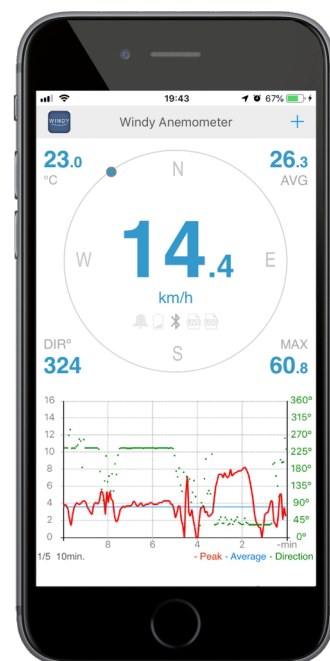 19:43
67%
WINDY
Windy Anemometer
+
23.0
°C
26.3
AVG
N
W
E
S
14.4
km/h
DIR°
324
MAX
60.8
16
14
12
10
8
6
4
2
0
360°
315°
270°
225°
180°
135°
90°
45°
0°
8 6 4 2 -min
1/5 10min.
- Peak - Average - Direction